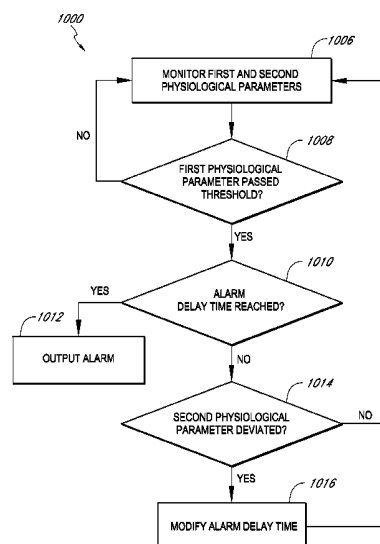 1000
1006
MONITOR FIRST AND SECOND
PHYSIOLOGICAL PARAMETERS
NO
1008
FIRST PHYSIOLOGICAL
PARAMETER PASSED
THRESHOLD?
YES
1010
YES
ALARM
DELAY TIME REACHED?
1012
OUTPUT ALARM
NO
1014
SECOND PHYSIOLOGICAL
PARAMETER DEVIATED?
NO
YES
1016
MODIFY ALARM DELAY TIME